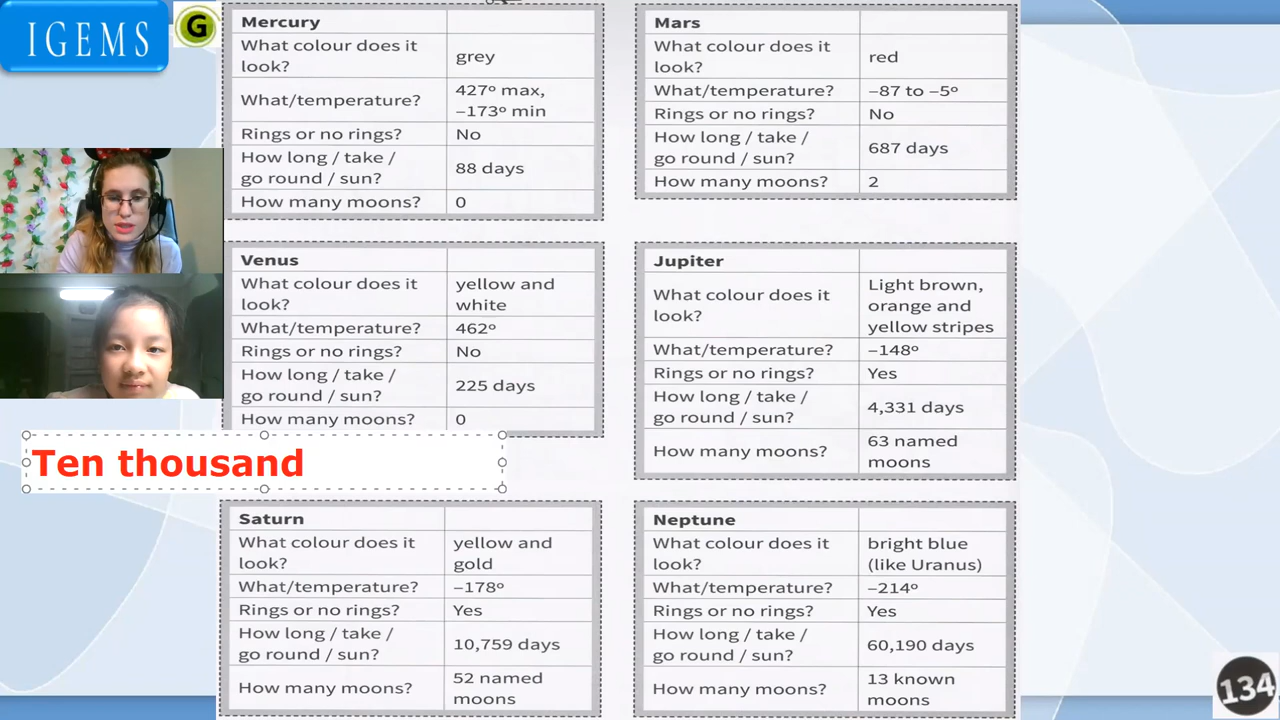 IGEMS
G
Mercury
What colour does it
look?
grey
What/temperature?
427º max,
–173º min
Rings or no rings?
No
How long / take /
go round / sun?
88 days
How many moons?
0
Mars
What colour does it
look?
red
What/temperature?
–87 to –5º
Rings or no rings?
No
How long / take /
go round / sun?
687 days
How many moons?
2
Venus
What colour does it
look?
yellow and
white
What/temperature?
462º
Rings or no rings?
No
How long / take /
go round / sun?
225 days
How many moons?
0
Jupiter
What colour does it
look?
Light brown,
orange and
yellow stripes
What/temperature?
–148º
Rings or no rings?
Yes
How long / take /
go round / sun?
4,331 days
How many moons?
63 named
moons
Ten thousand
Saturn
What colour does it
look?
yellow and
gold
What/temperature?
–178º
Rings or no rings?
Yes
How long / take /
go round / sun?
10,759 days
How many moons?
52 named
moons
Neptune
What colour does it
look?
bright blue
(like Uranus)
What/temperature?
–214º
Rings or no rings?
Yes
How long / take /
go round / sun?
60,190 days
How many moons?
13 known
moons
134